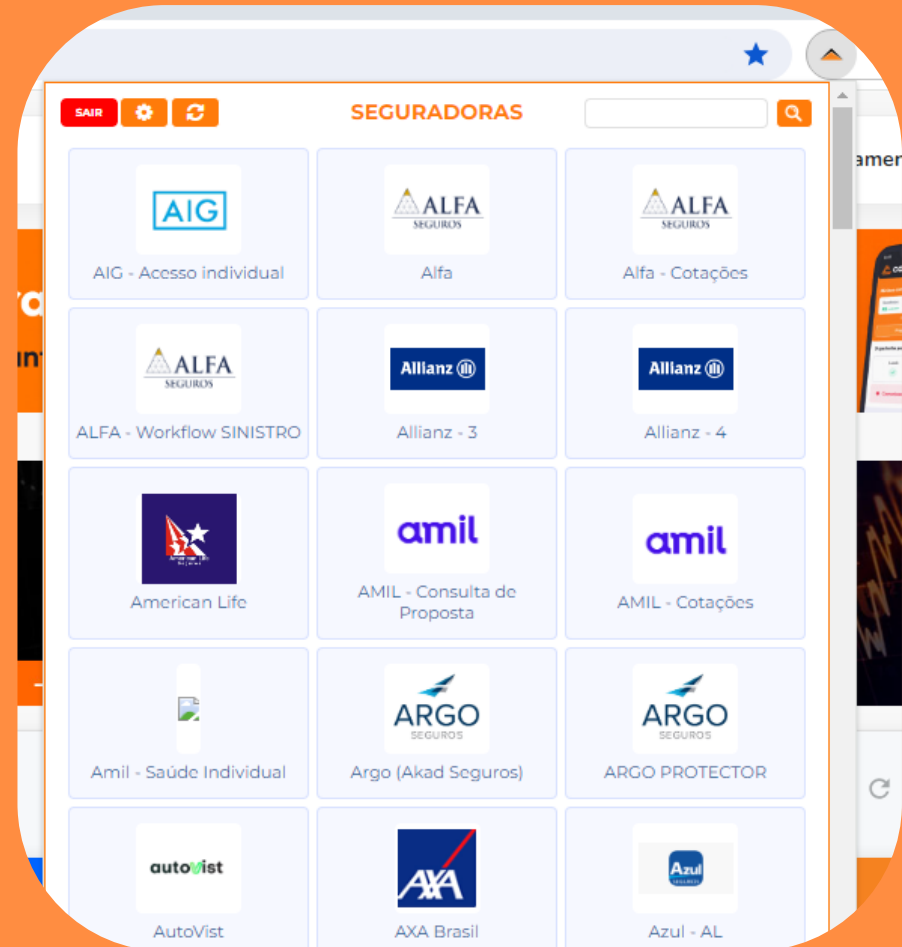 SAIR
SEGURADORAS
AIG
ALFA
SEGUROS
ALFA
SEGUROS
AIG - Acesso individual
Alfa
Alfa - Cotações
ALFA
SEGUROS
Allianz
Allianz
ALFA - Workflow SINISTRO
Allianz - 3
Allianz - 4
amil
amil
American Life
AMIL - Consulta de
Proposta
AMIL - Cotações
ARGO
SEGUROS
ARGO
SEGUROS
Amil - Saúde Individual
Argo (Akad Seguros)
ARGO PROTECTOR
autovist
AXA
Azul
SEGUROS
AutoVist
AXA Brasil
Azul - AL